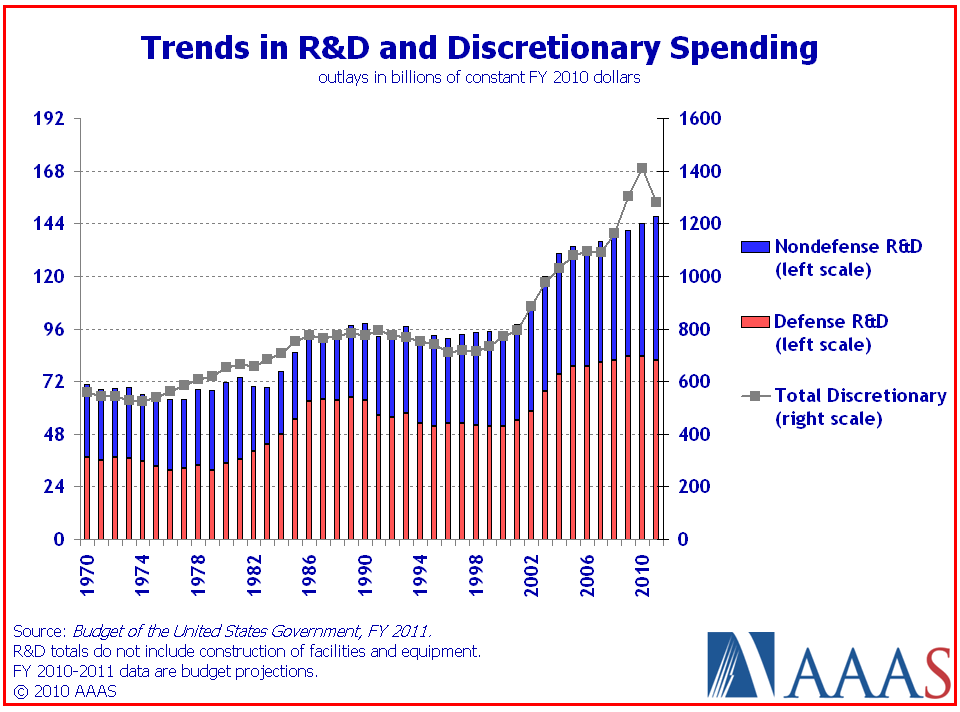 Trends in R&D and Discretionary Spending
outlays in billions of constant FY 2010 dollars
192
168
144
120
96
72
48
24
0
1600
1400
1200
1000
800
600
400
200
0
1970
1974
1978
1982
1986
1990
1994
1998
2002
2006
2010
Nondefense R&D
(left scale)
Defense R&D
(left scale)
Total Discretionary
(right scale)
Source: Budget of the United States Government, FY 2011.
R&D totals do not include construction of facilities and equipment.
FY 2010-2011 data are budget projections.
© 2010 AAAS
AAAS